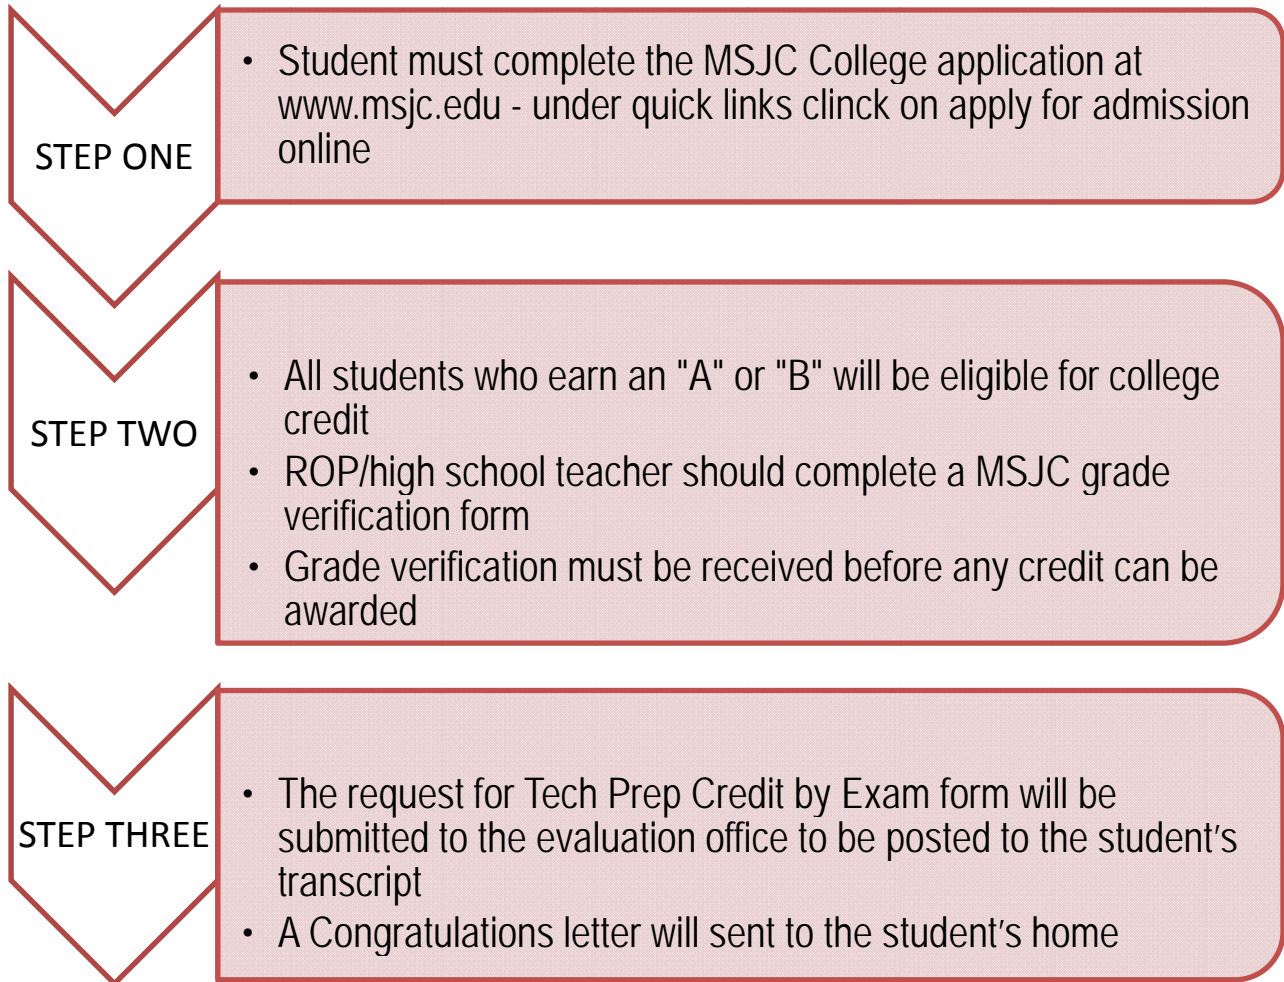 STEP ONE
• Student must complete the MSJC College application at
www.msjc.edu - under quick links clinck on apply for admission
online
STEP TWO
• All students who earn an "A" or "B" will be eligible for college
credit
• ROP/high school teacher should complete a MSJC grade
verification form
• Grade verification must be received before any credit can be
awarded
STEP THREE
• The request for Tech Prep Credit by Exam form will be
submitted to the evaluation office to be posted to the student’s
transcript
• A Congratulations letter will sent to the student’s home